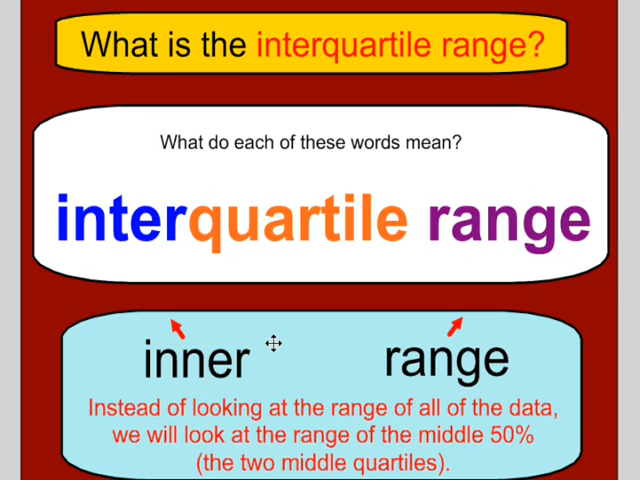 What is the interquartile range?
What do each of these words mean?
interquartile range
inner range
Instead of looking at the range of all of the data,
we will look at the range of the middle 50%
(the two middle quartiles).